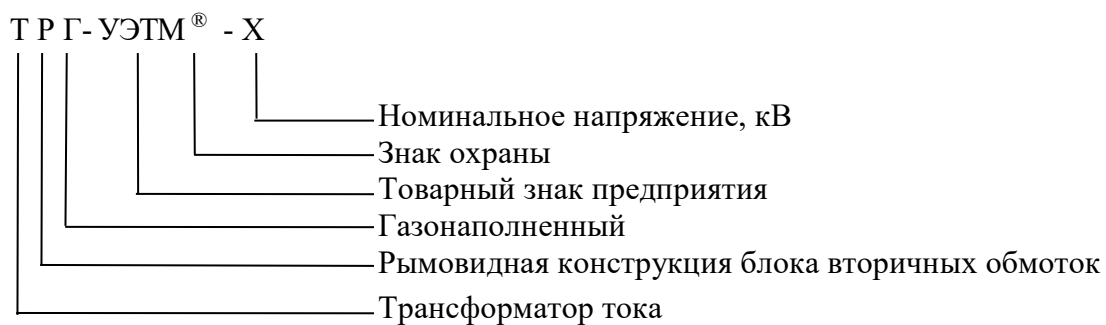 Т Р Г- УЭТМ ® - Х
Номинальное напряжение, кВ
Знак охраны
Товарный знак предприятия
Газонаполненный
Рымовидная конструкция блока вторичных обмоток
Трансформатор тока